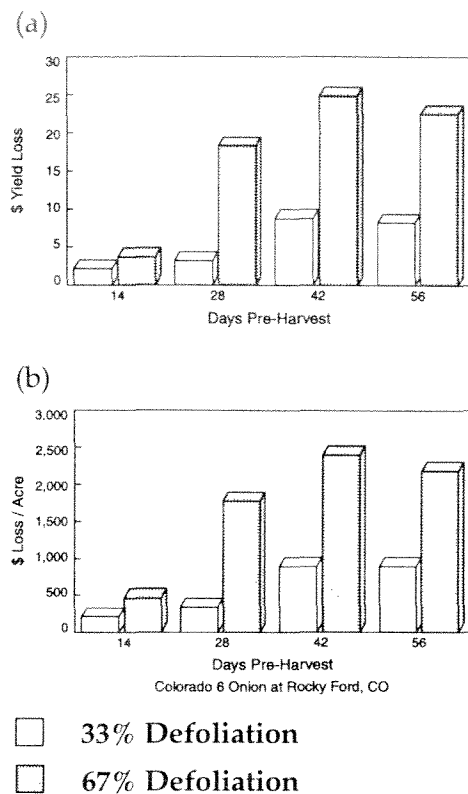 (a)
$ Yield Loss
30
25
20
15
10
5
0
14 28 42 56
Days Pre-Harvest
(b)
$ Loss / Acre
3.000
2,500
2,000
1,500
1,000
500
0
14 28 42 56
Days Pre-Harvest
Colorado 6 Onion at Rocky Ford, CO
33% Defoliation
67% Defoliation